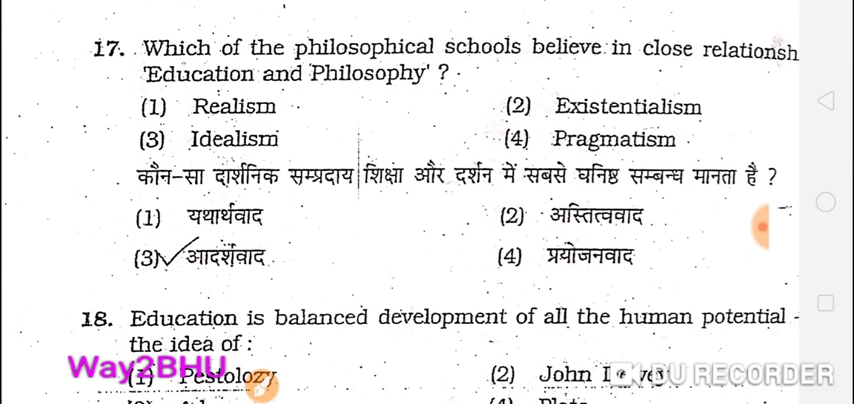 17. Which of the philosophical schools believe in close relationsh
'Education and Philosophy' ?
(1) Realism (2) Existentialism
(3) Idealism (4) Pragmatism
कौन-सा दार्शनिक सम्प्रदाय शिक्षा और दर्शन में सबसे घनिष्ठ सम्बन्ध मानता है ?
(1) यथार्थवाद (2) अस्तित्ववाद
(3) आदर्शवाद (4) प्रयोजनवाद
18. Education is balanced development of all the human potential -
the idea of :
Way2BHU
(1) Pestolozy (2) John
DU RECORDER